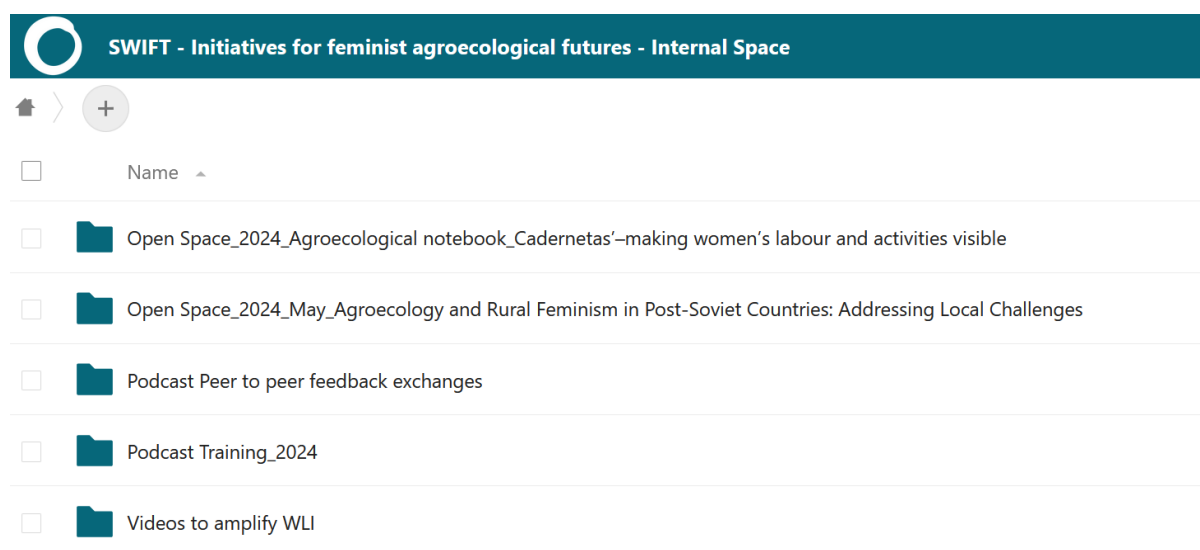 SWIFT - Initiatives for feminist agroecological futures - Internal Space
Name
Open Space_2024_Agroecological notebook_Cadernetas’–making women’s labour and activities visible
Open Space_2024_May_Agroecology and Rural Feminism in Post-Soviet Countries: Addressing Local Challenges
Podcast Peer to peer feedback exchanges
Podcast Training_2024
Videos to amplify WLI